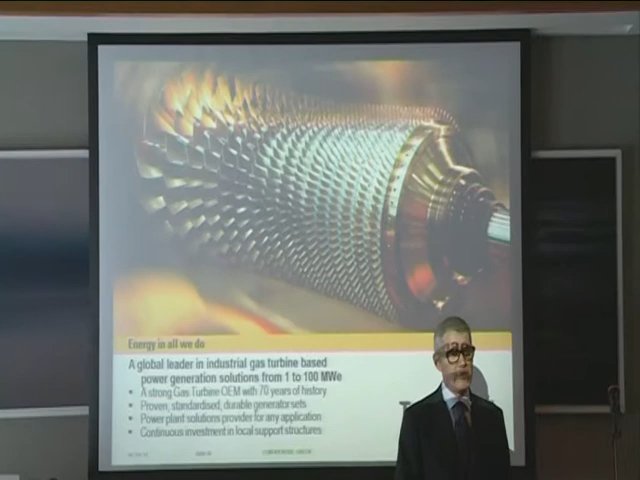 Energy in all we do
A global leader in industrial gas turbine based
power generation solutions from 1 to 100 MWe
• A strong Gas Turbine OEM with 70 years of history
• Proven, standardised, durable generator sets
• Power plant solutions provider for any application
• Continuous investment in local support structures